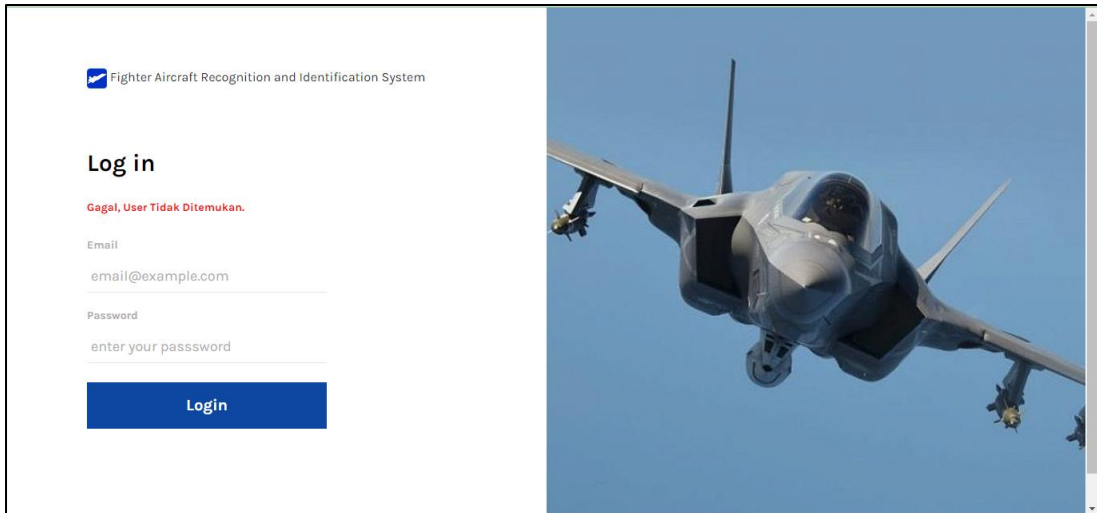 Fighter Aircraft Recognition and Identification System
Log in
Gagal, User Tidak Ditemukan.
Email
email@example.com
Password
enter your passsword
Login